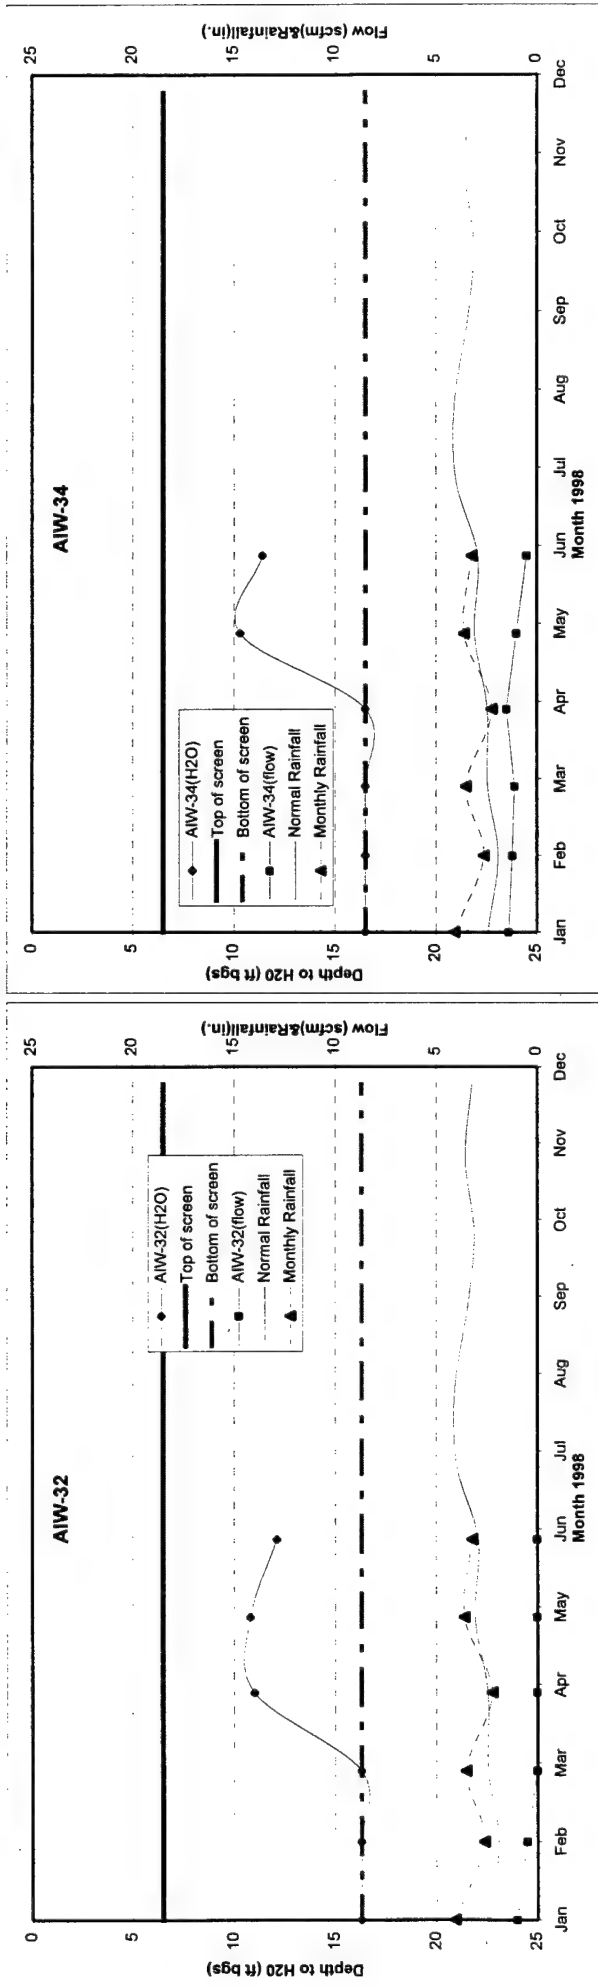 AIW-32
Depth to H20 (ft bgs)
0
5
10
15
20
25
Flow (scfm)&Rainfall(in.)
25
20
15
10
5
0
AIW-32(H2O)
Top of screen
Bottom of screen
AIW-32(flow)
Normal Rainfall
Monthly Rainfall
Jan Feb Mar Apr May Jun Jul Aug Sep Oct Nov Dec
Month 1998
AIW-34
Depth to H20 (ft bgs)
0
5
10
15
20
25
Flow (scfm)&Rainfall(in.)
25
20
15
10
5
0
AIW-34(H2O)
Top of screen
Bottom of screen
AIW-34(flow)
Normal Rainfall
Monthly Rainfall
Jan Feb Mar Apr May Jun Jul Aug Sep Oct Nov Dec
Month 1998